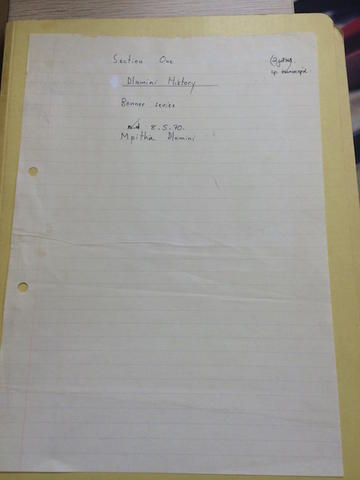 Section One
Dlamini History
Bonner series
8.5.70.
Mpitha Dlamini